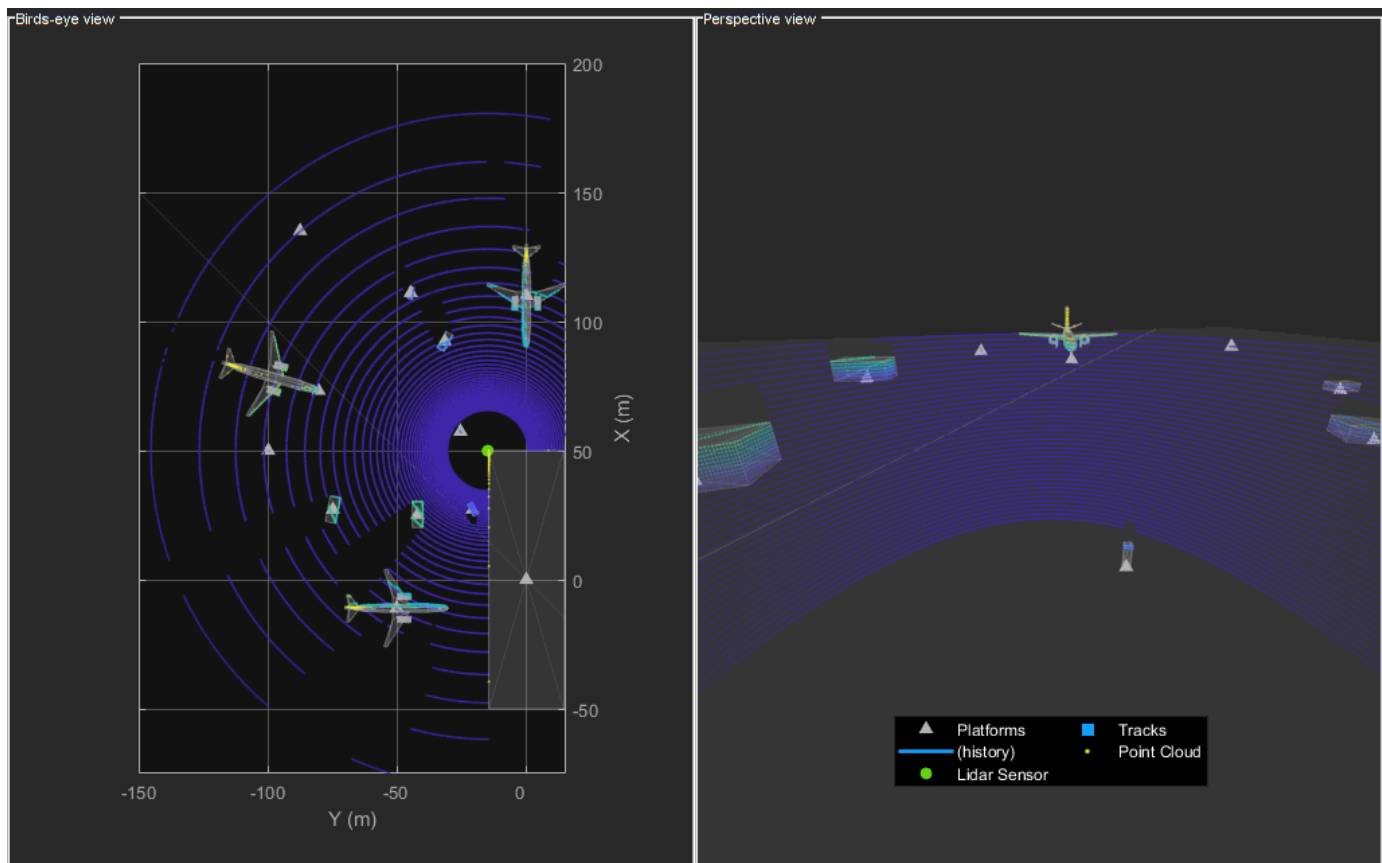 Birds-eye view
200
150
100
50
0
-50
X (m)
-150
-100
-50
0
Y (m)
Perspective view
Platforms
Tracks
(history)
Point Cloud
Lidar Sensor